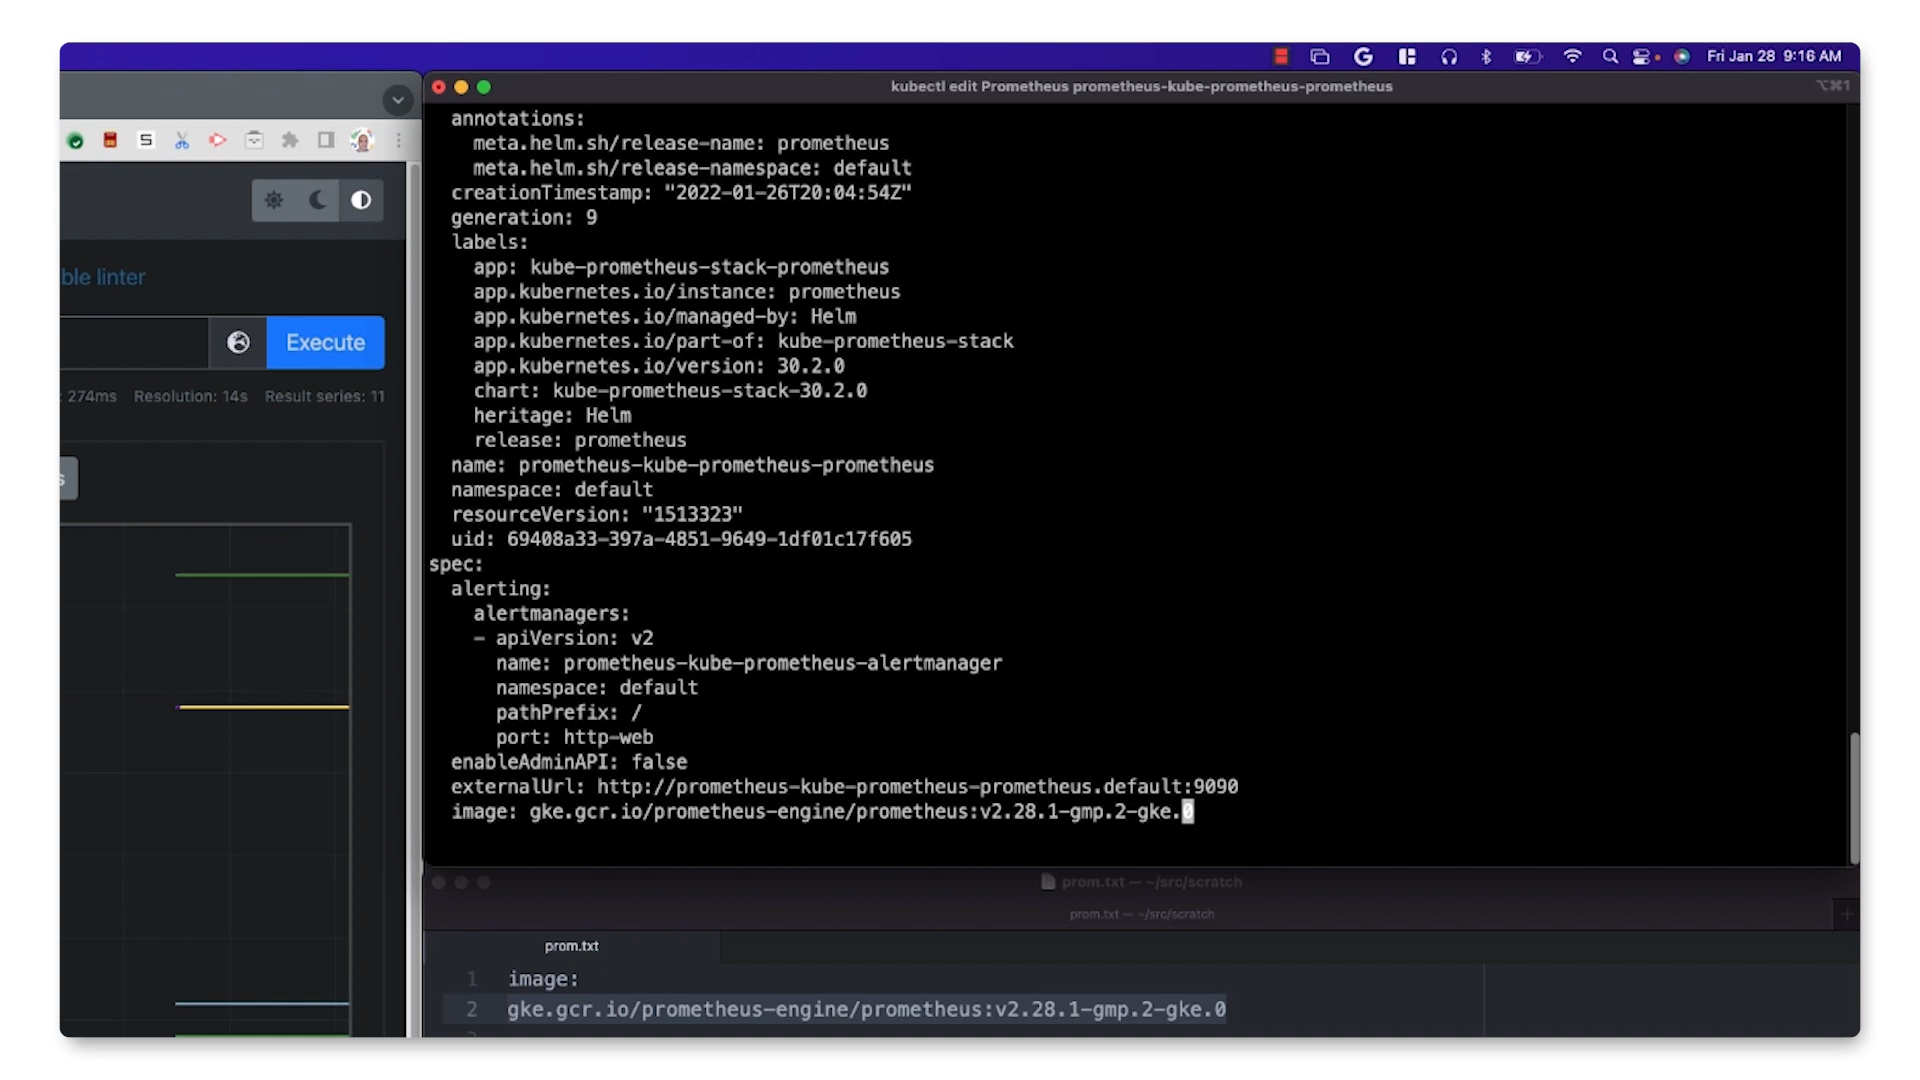 Fri Jan 28 9:16 AM
kubectl edit Prometheus prometheus-kube-prometheus-prometheus
⌥⌘1
S
ble linter
Execute
: 274ms Resolution: 14s Result series: 11
s
annotations:
meta.helm.sh/release-name: prometheus
meta.helm.sh/release-namespace: default
creationTimestamp: "2022-01-26T20:04:54Z"
generation: 9
labels:
app: kube-prometheus-stack-prometheus
app.kubernetes.io/instance: prometheus
app.kubernetes.io/managed-by: Helm
app.kubernetes.io/part-of: kube-prometheus-stack
app.kubernetes.io/version: 30.2.0
chart: kube-prometheus-stack-30.2.0
heritage: Helm
release: prometheus
name: prometheus-kube-prometheus-prometheus
namespace: default
resourceVersion: "1513323"
uid: 69408a33-397a-4851-9649-1df01c17f605
spec:
alerting:
alertmanagers:
- apiVersion: v2
name: prometheus-kube-prometheus-alertmanager
namespace: default
pathPrefix: /
port: http-web
enableAdminAPI: false
externalUrl: http://prometheus-kube-prometheus-prometheus.default:9090
image: gke.gcr.io/prometheus-engine/prometheus:v2.28.1-gmp.2-gke.0
prom.txt — ~/src/scratch
prom.txt — ~/src/scratch
prom.txt
1 image:
2 gke.gcr.io/prometheus-engine/prometheus:v2.28.1-gmp.2-gke.0